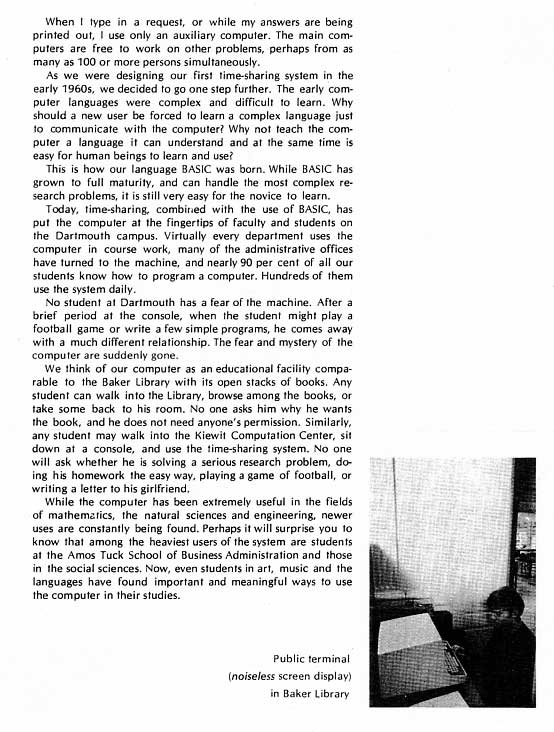 When I type in a request, or while my answers are being
printed out, I use only an auxiliary computer. The main com-
puters are free to work on other problems, perhaps from as
many as 100 or more persons simultaneously.
As we were designing our first time-sharing system in the
early 1960s, we decided to go one step further. The early com-
puter languages were complex and difficult to learn. Why
should a new user be forced to learn a complex language just
to communicate with the computer? Why not teach the com-
puter a language it can understand and at the same time is
easy for human beings to learn and use?
This is how our language BASIC was born. While BASIC has
grown to full maturity, and can handle the most complex re-
search problems, it is still very easy for the novice to learn.
Today, time-sharing, combined with the use of BASIC, has
put the computer at the fingertips of faculty and students on
the Dartmouth campus. Virtually every department uses the
computer in course work, many of the administrative offices
have turned to the machine, and nearly 90 per cent of all our
students know how to program a computer. Hundreds of them
use the system daily.
No student at Dartmouth has a fear of the machine. After a
brief period at the console, when the student might play a
football game or write a few simple programs, he comes away
with a much different relationship. The fear and mystery of the
computer are suddenly gone.
We think of our computer as an educational facility compa-
rable to the Baker Library with its open stacks of books. Any
student can walk into the Library, browse among the books, or
take some back to his room. No one asks him why he wants
the book, and he does not need anyone's permission. Similarly,
any student may walk into the Kiewit Computation Center, sit
down at a console, and use the time-sharing system. No one
will ask whether he is solving a serious research problem, do-
ing his homework the easy way, playing a game of football, or
writing a letter to his girlfriend.
While the computer has been extremely useful in the fields
of mathematics, the natural sciences and engineering, newer
uses are constantly being found. Perhaps it will surprise you to
know that among the heaviest users of the system are students
at the Amos Tuck School of Business Administration and those
in the social sciences. Now, even students in art, music and the
languages have found important and meaningful ways to use
the computer in their studies.
Public terminal
(noiseless screen display)
in Baker Library